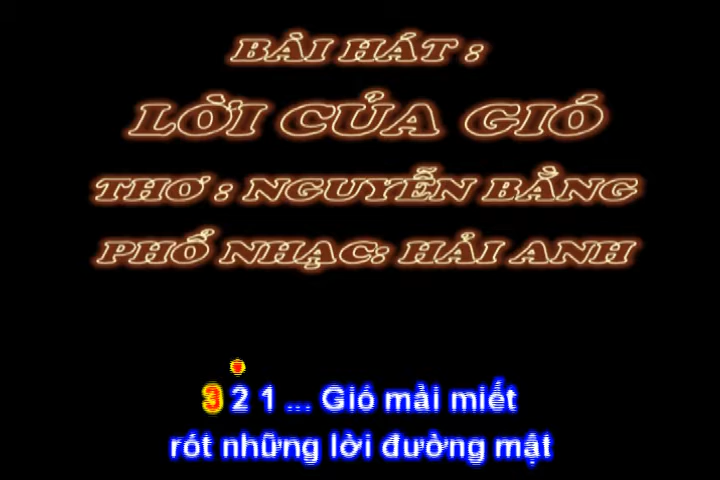 BÀI HÁT :
LỜI CỦA GIÓ
THƠ : NGUYỄN BẰNG
PHỔ NHẠC: HẢI ANH
3 2 1 ... Gió mải miết
rót những lời đường mật